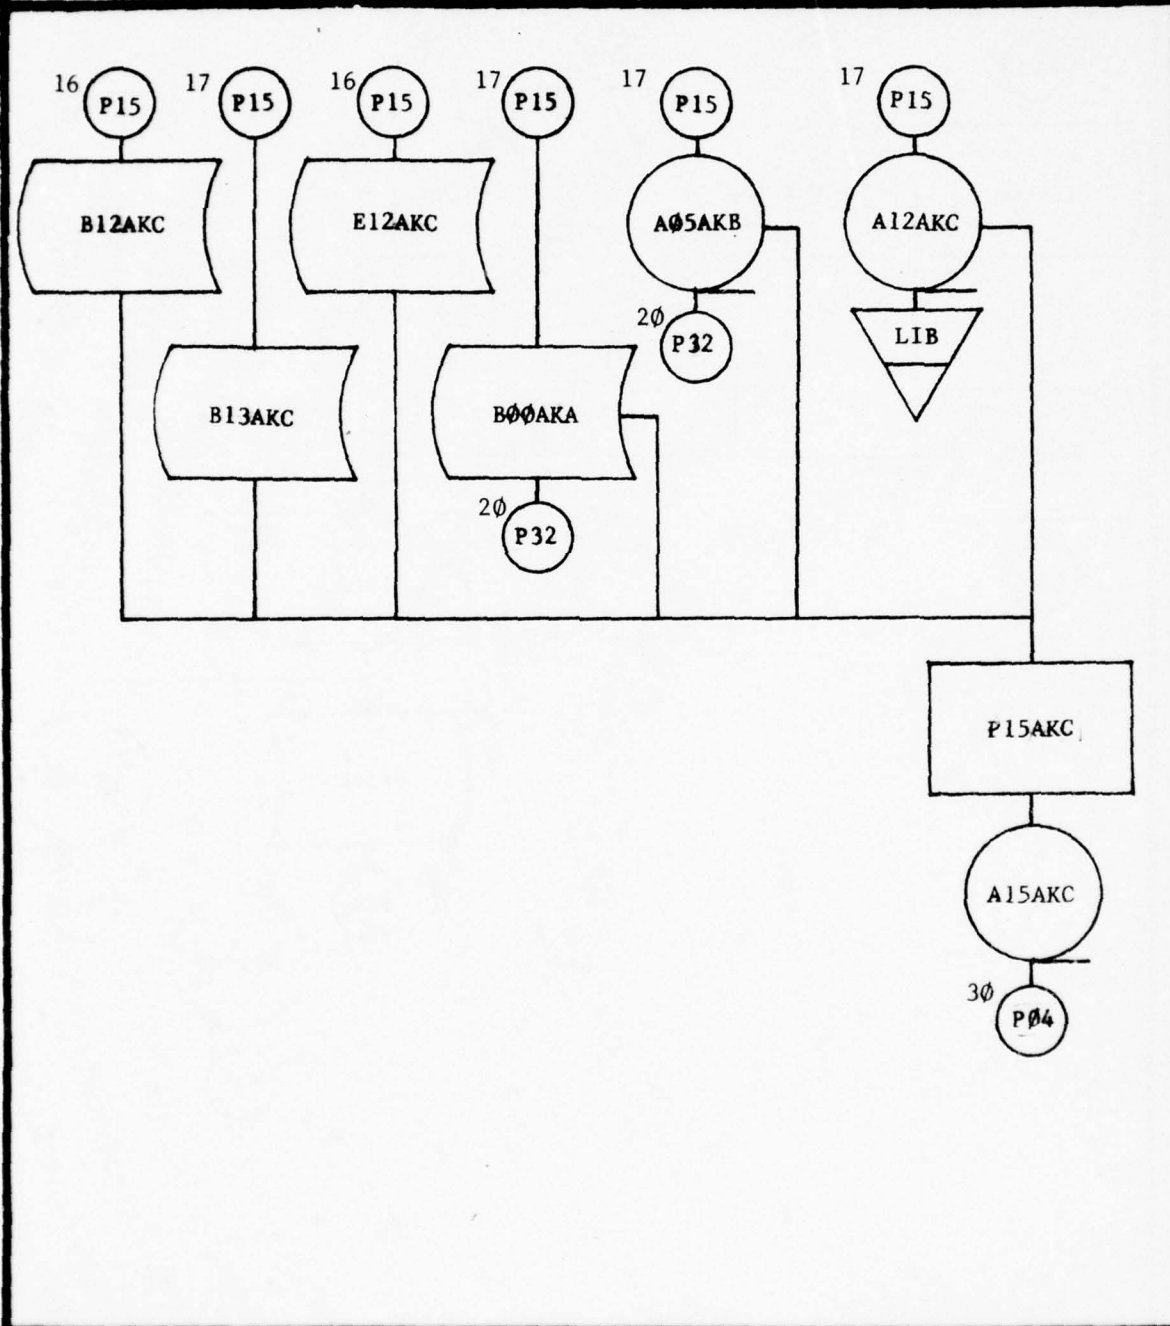 16 P15 17 P15 16 P15 17 P15 17 P15 17 P15
B12AKC E12AKC AØ5AKB A12AKC
2Ø P32 LIB
B13AKC BØØAKA
2Ø P32
P15AKC
A15AKC
3Ø PØ4